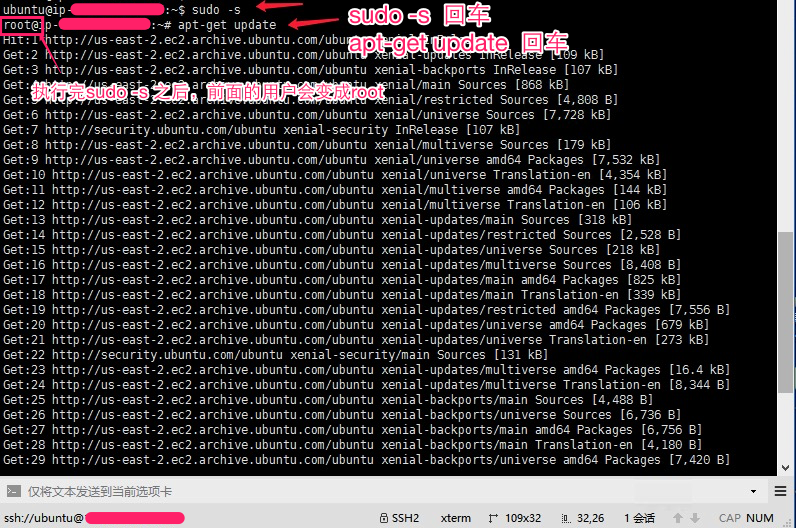 ubuntu@ip-:~$ sudo -s
root@ip-:~# apt-get update
sudo -s 回车
apt-get update 回车
Hit:1 http://us-east-2.ec2.archive.ubuntu.com/ubuntu
Get:2 http://us-east-2.ec2.archive.ubuntu.com/ubuntu xenial-updates InRelease [109 kB]
Get:3 http://us-east-2.ec2.archive.ubuntu.com/ubuntu xenial-backports InRelease [107 kB]
/main Sources [868 kB]
执行完sudo -s 之后，前面的用户会变成root
/restricted Sources [4,808 B]
Get:6 http://us-east-2.ec2.archive.ubuntu.com/ubuntu xenial/universe Sources [7,728 kB]
Get:7 http://security.ubuntu.com/ubuntu xenial-security InRelease [107 kB]
Get:8 http://us-east-2.ec2.archive.ubuntu.com/ubuntu xenial/multiverse Sources [179 kB]
Get:9 http://us-east-2.ec2.archive.ubuntu.com/ubuntu xenial/universe amd64 Packages [7,532 kB]
Get:10 http://us-east-2.ec2.archive.ubuntu.com/ubuntu xenial/universe Translation-en [4,354 kB]
Get:11 http://us-east-2.ec2.archive.ubuntu.com/ubuntu xenial/multiverse amd64 Packages [144 kB]
Get:12 http://us-east-2.ec2.archive.ubuntu.com/ubuntu xenial/multiverse Translation-en [106 kB]
Get:13 http://us-east-2.ec2.archive.ubuntu.com/ubuntu xenial-updates/main Sources [318 kB]
Get:14 http://us-east-2.ec2.archive.ubuntu.com/ubuntu xenial-updates/restricted Sources [2,528 B]
Get:15 http://us-east-2.ec2.archive.ubuntu.com/ubuntu xenial-updates/universe Sources [218 kB]
Get:16 http://us-east-2.ec2.archive.ubuntu.com/ubuntu xenial-updates/multiverse Sources [8,408 B]
Get:17 http://us-east-2.ec2.archive.ubuntu.com/ubuntu xenial-updates/main amd64 Packages [825 kB]
Get:18 http://us-east-2.ec2.archive.ubuntu.com/ubuntu xenial-updates/main Translation-en [339 kB]
Get:19 http://us-east-2.ec2.archive.ubuntu.com/ubuntu xenial-updates/restricted amd64 Packages [7,556 B]
Get:20 http://us-east-2.ec2.archive.ubuntu.com/ubuntu xenial-updates/universe amd64 Packages [679 kB]
Get:21 http://us-east-2.ec2.archive.ubuntu.com/ubuntu xenial-updates/universe Translation-en [273 kB]
Get:22 http://security.ubuntu.com/ubuntu xenial-security/main Sources [131 kB]
Get:23 http://us-east-2.ec2.archive.ubuntu.com/ubuntu xenial-updates/multiverse amd64 Packages [16.4 kB]
Get:24 http://us-east-2.ec2.archive.ubuntu.com/ubuntu xenial-updates/multiverse Translation-en [8,344 B]
Get:25 http://us-east-2.ec2.archive.ubuntu.com/ubuntu xenial-backports/main Sources [4,488 B]
Get:26 http://us-east-2.ec2.archive.ubuntu.com/ubuntu xenial-backports/universe Sources [6,736 B]
Get:27 http://us-east-2.ec2.archive.ubuntu.com/ubuntu xenial-backports/main amd64 Packages [6,756 B]
Get:28 http://us-east-2.ec2.archive.ubuntu.com/ubuntu xenial-backports/main Translation-en [4,180 B]
Get:29 http://us-east-2.ec2.archive.ubuntu.com/ubuntu xenial-backports/universe amd64 Packages [7,420 B]
仅将文本发送到当前选项卡
ssh://ubuntu@ SSH2 xterm 109x32 32,26 1 会话 CAP NUM